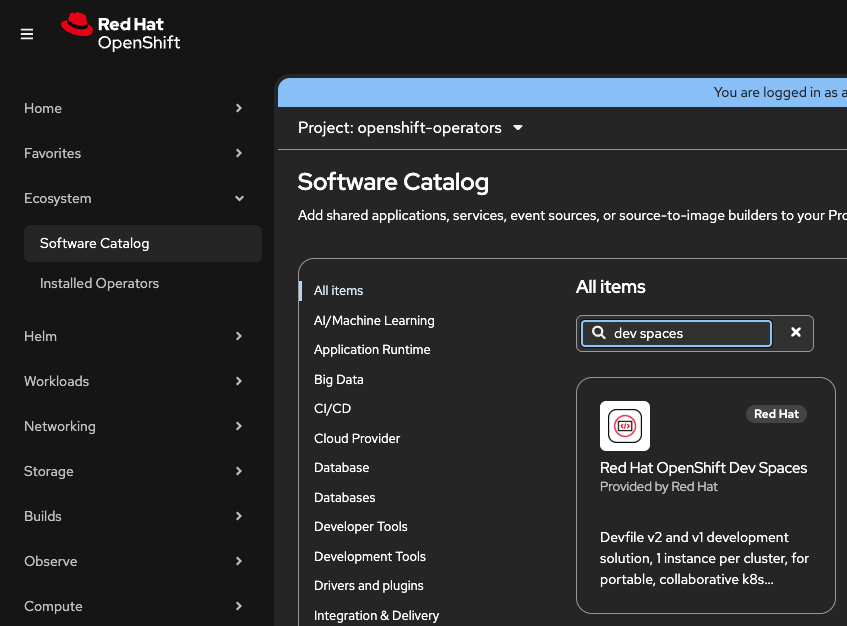 Red Hat
OpenShift
Home
Favorites
Ecosystem
Software Catalog
Installed Operators
Helm
Workloads
Networking
Storage
Builds
Observe
Compute
You are logged in as a
Project: openshift-operators
Software Catalog
Add shared applications, services, event sources, or source-to-image builders to your Pro
All items
AI/Machine Learning
Application Runtime
Big Data
CI/CD
Cloud Provider
Database
Databases
Developer Tools
Development Tools
Drivers and plugins
Integration & Delivery
All items
dev spaces
Red Hat
Red Hat OpenShift Dev Spaces
Provided by Red Hat
Devfile v2 and v1 development
solution, 1 instance per cluster, for
portable, collaborative k8s...